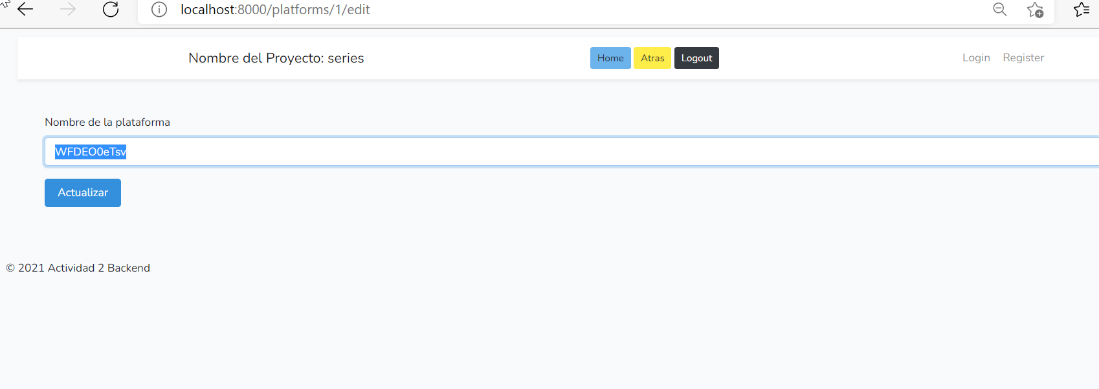 localhost:8000/platforms/1/edit
Nombre del Proyecto: series Home Atras Logout Login Register
Nombre de la plataforma
WFDEO0eTsv
Actualizar
© 2021 Actividad 2 Backend